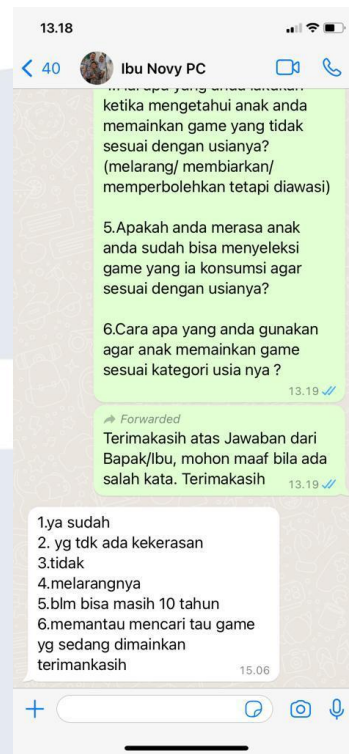 13.18
40
Ibu Novy PC
ketika mengetahui anak anda
memainkan game yang tidak
sesuai dengan usianya?
(melarang/ membiarkan/
memperbolehkan tetapi diawasi)
5.Apakah anda merasa anak
anda sudah bisa menyeleksi
game yang ia konsumsi agar
sesuai dengan usianya?
6.Cara apa yang anda gunakan
agar anak memainkan game
sesuai kategori usia nya ?
13.19
Forwarded
Terimakasih atas Jawaban dari
Bapak/Ibu, mohon maaf bila ada
salah kata. Terimakasih
13.19
1.ya sudah
2. yg tdk ada kekerasan
3.tidak
4.melarangnya
5.blm bisa masih 10 tahun
6.memantau mencari tau game
yg sedang dimainkan
terimankasih
15.06